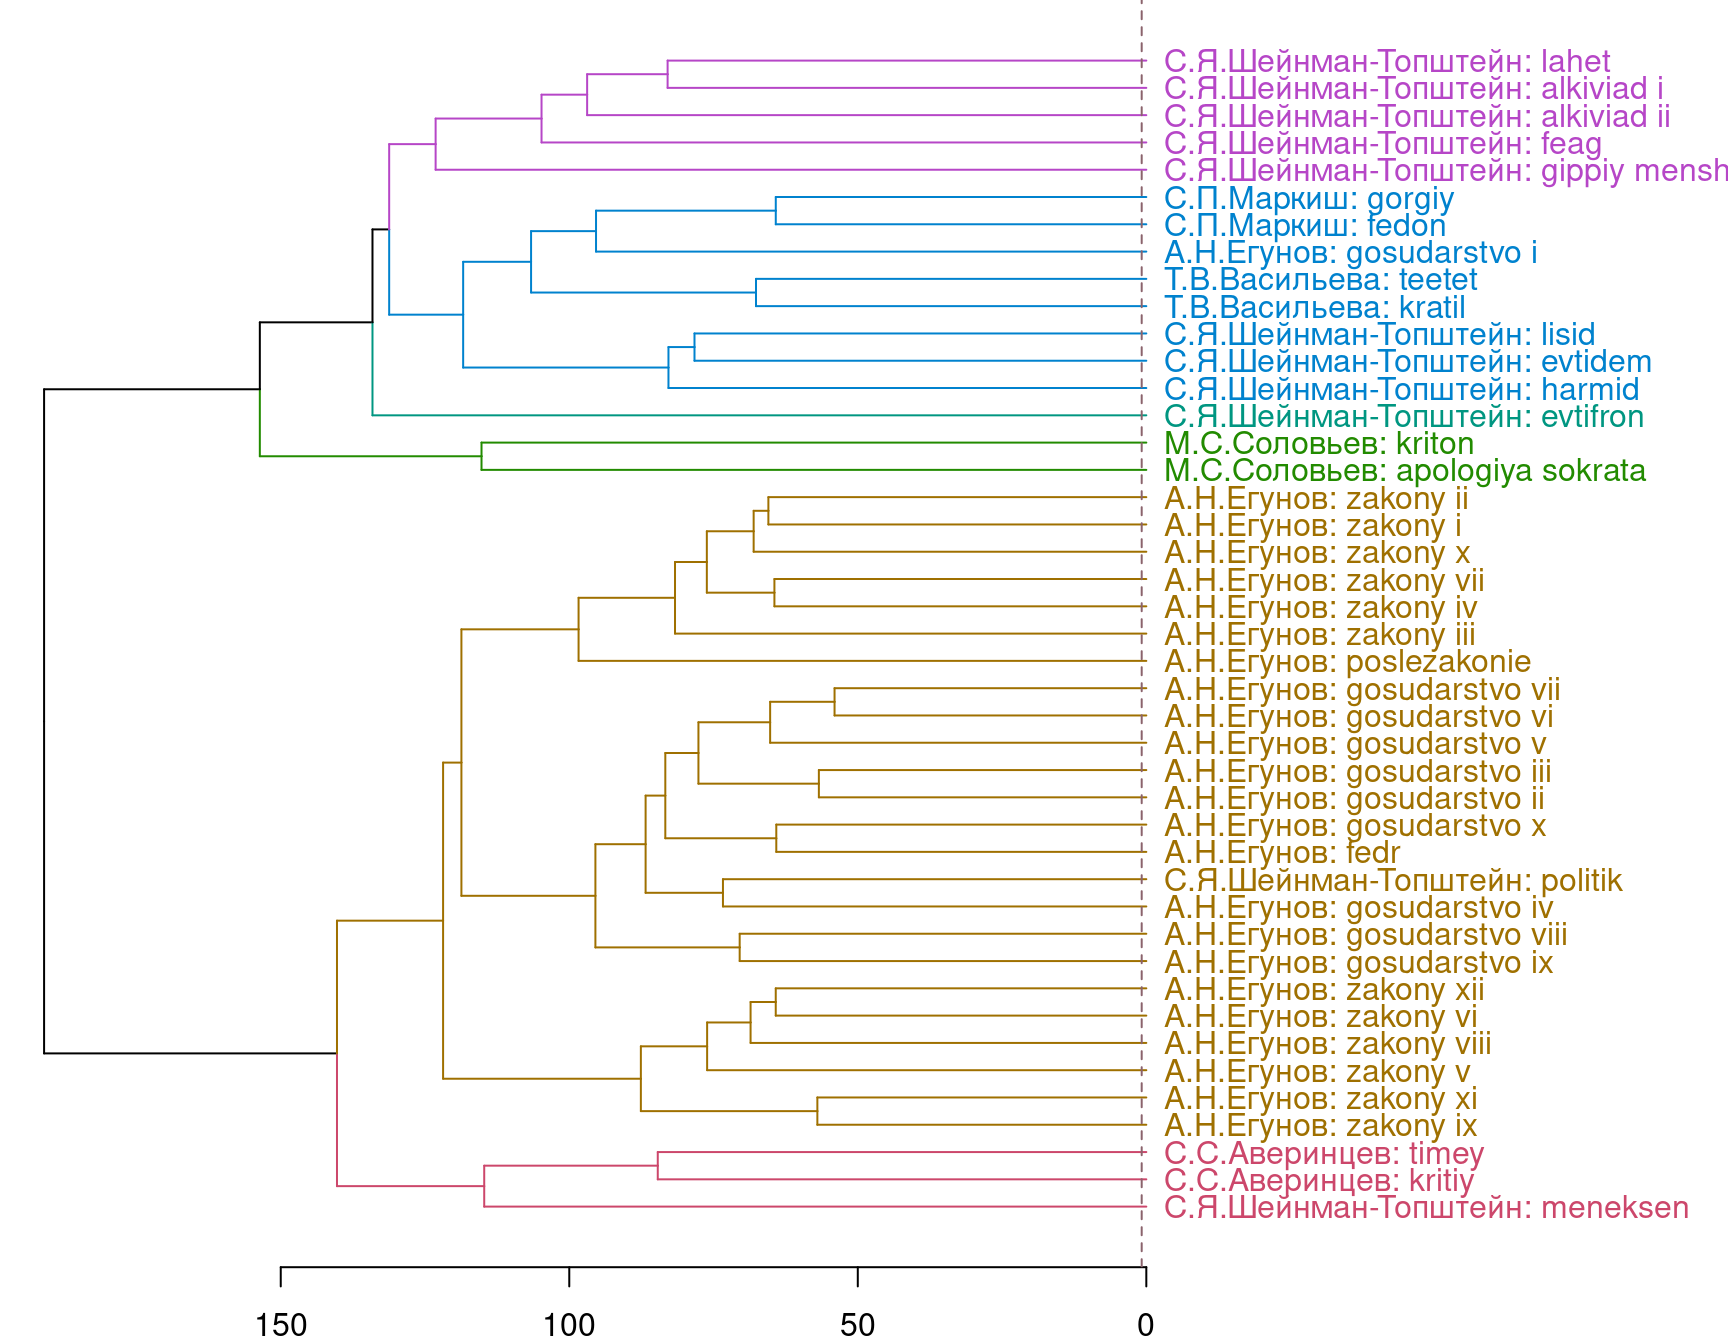 С.Я.Шейнман-Топштейн: lahet
С.Я.Шейнман-Топштейн: alkiviad i
С.Я.Шейнман-Топштейн: alkiviad ii
С.Я.Шейнман-Топштейн: feag
С.Я.Шейнман-Топштейн: gippiy mensh
С.П.Маркиш: gorgiy
С.П.Маркиш: fedon
А.Н.Егунов: gosudarstvo i
Т.В.Васильева: teetet
Т.В.Васильева: kratil
С.Я.Шейнман-Топштейн: lisid
С.Я.Шейнман-Топштейн: evtidem
С.Я.Шейнман-Топштейн: harmid
С.Я.Шейнман-Топштейн: evtifron
М.С.Соловьев: kriton
М.С.Соловьев: apologiya sokrata
А.Н.Егунов: zakony ii
А.Н.Егунов: zakony i
А.Н.Егунов: zakony x
А.Н.Егунов: zakony vii
А.Н.Егунов: zakony iv
А.Н.Егунов: zakony iii
А.Н.Егунов: poslezakonie
А.Н.Егунов: gosudarstvo vii
А.Н.Егунов: gosudarstvo vi
А.Н.Егунов: gosudarstvo v
А.Н.Егунов: gosudarstvo iii
А.Н.Егунов: gosudarstvo ii
А.Н.Егунов: gosudarstvo x
А.Н.Егунов: fedr
С.Я.Шейнман-Топштейн: politik
А.Н.Егунов: gosudarstvo iv
А.Н.Егунов: gosudarstvo viii
А.Н.Егунов: gosudarstvo ix
А.Н.Егунов: zakony xii
А.Н.Егунов: zakony vi
А.Н.Егунов: zakony viii
А.Н.Егунов: zakony v
А.Н.Егунов: zakony xi
А.Н.Егунов: zakony ix
С.С.Аверинцев: timey
С.С.Аверинцев: kritiy
С.Я.Шейнман-Топштейн: meneksen
150 100 50 0